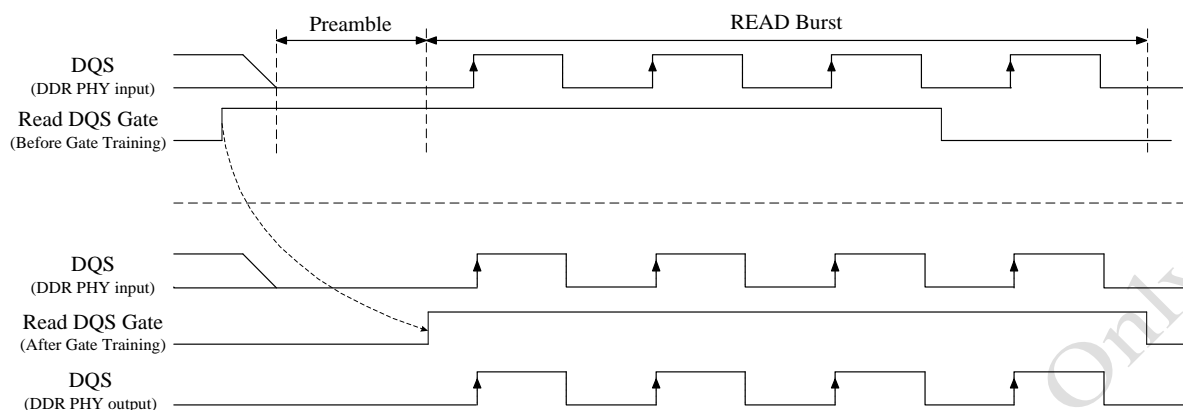 Preamble
READ Burst
DQS
(DDR PHY input)
Read DQS Gate
(Before Gate Training)
DQS
(DDR PHY input)
Read DQS Gate
(After Gate Training)
DQS
(DDR PHY output)
Only